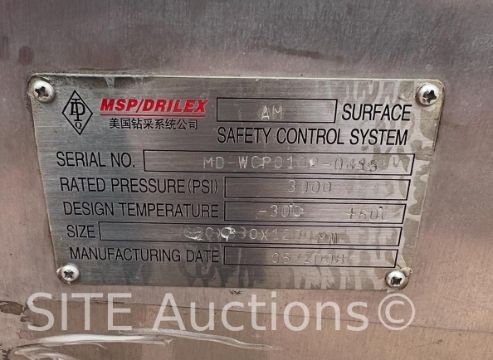 MSP/DRILEX
美国钻采系统公司
AM SURFACE
SAFETY CONTROL SYSTEM
SERIAL NO.
RATED PRESSURE(PSI) 3000
DESIGN TEMPERATURE
SIZE
MANUFACTURING DATE
SITE Auctions©